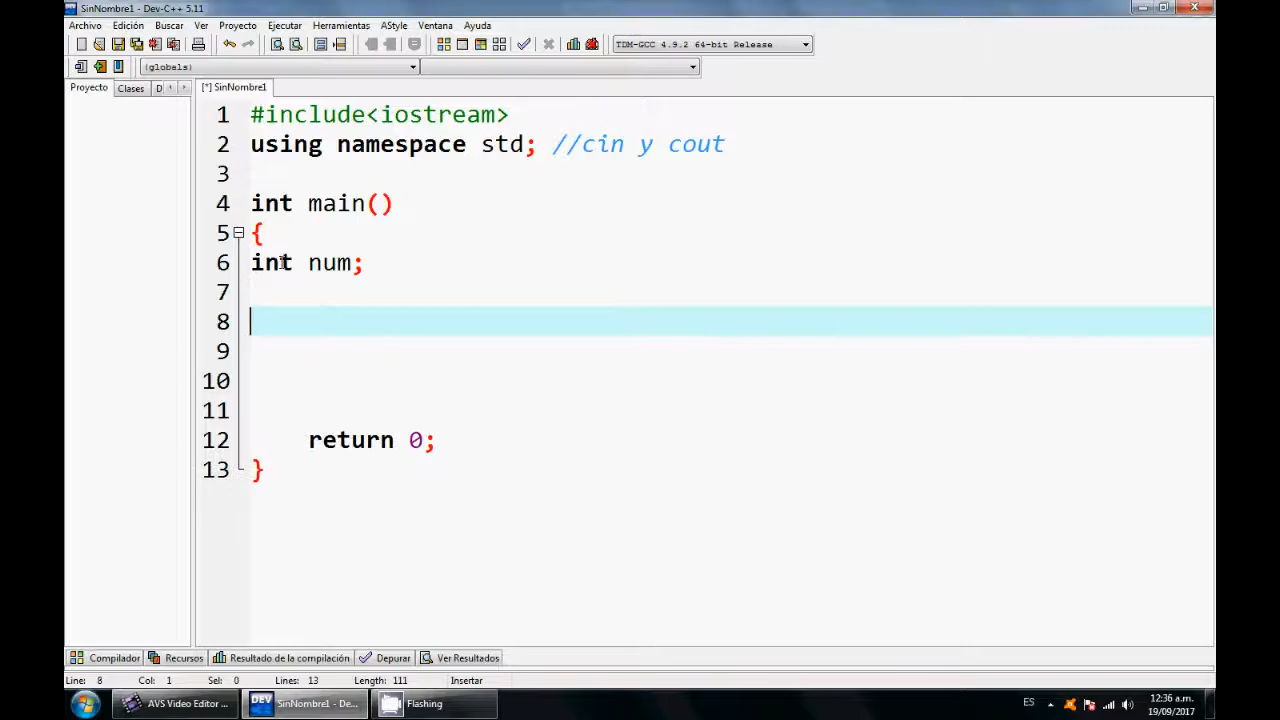 SinNombre1 - Dev-C++ 5.11
Archivo Edición Buscar Ver Proyecto Ejecutar Herramientas AStyle Ventana Ayuda
TDM-GCC 4.9.2 64-bit Release
(globals)
Proyecto Clases D [*] SinNombre1
1 #include<iostream>
2 using namespace std; //cin y cout
3
4 int main()
5 {
6 int num;
7
8
9
10
11
12 return 0;
13 }
Compilador Recursos Resultado de la compilación Depurar Ver Resultados
Line: 8 Col: 1 Sel: 0 Lines: 13 Length: 111 Insertar
AVS Video Editor ... DEV SinNombre1 - De... Flashing ES 12:36 a.m.
19/09/2017